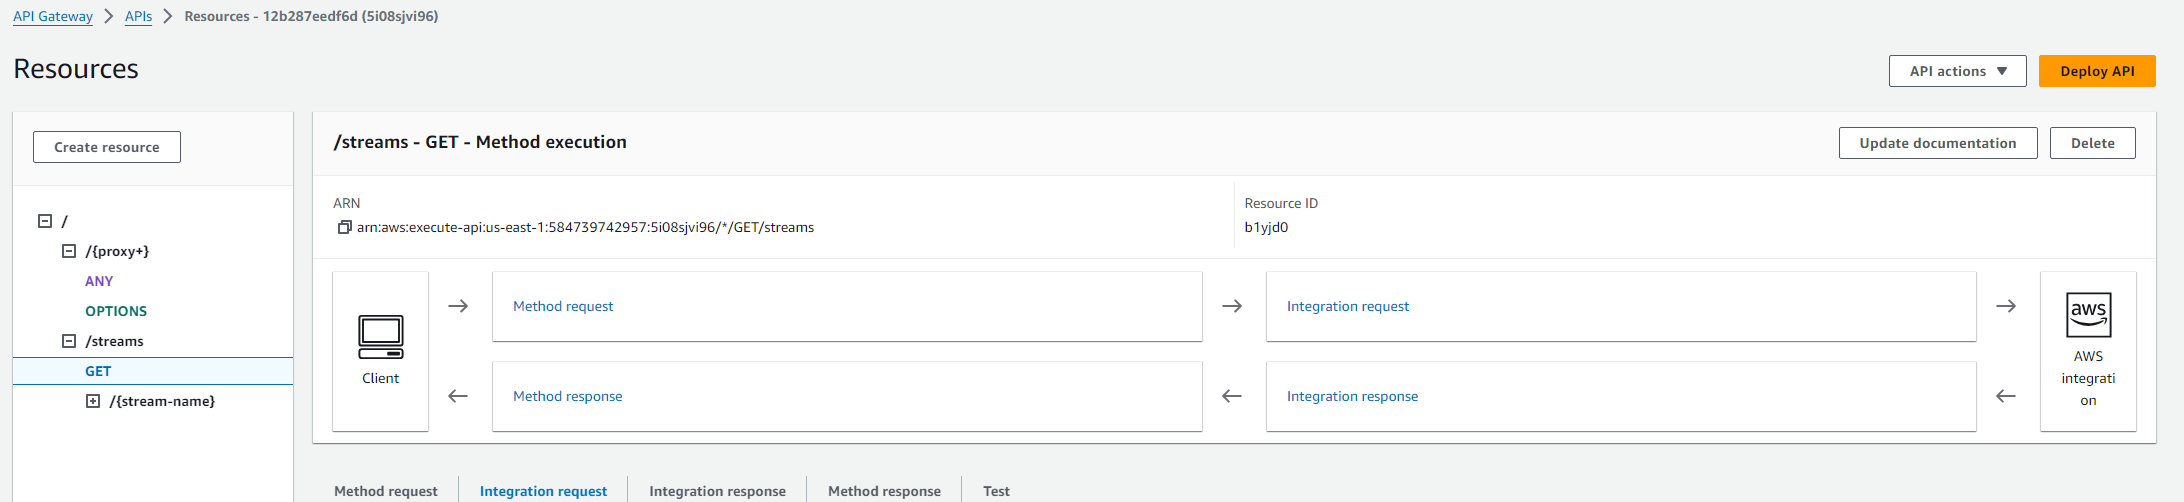 API Gateway > APIs > Resources - 12b287eedf6d (5i08sjvi96)
Resources
API actions ▼
Deploy API
Create resource
/
/{proxy+}
ANY
OPTIONS
/streams
GET
/{stream-name}
/streams - GET - Method execution
Update documentation
Delete
ARN
arn:aws:execute-api:us-east-1:584739742957:5i08sjvi96/*/GET/streams
Resource ID
b1yjd0
Client
Method request
Integration request
Method response
Integration response
aws
AWS
integrati
on
Method request
Integration request
Integration response
Method response
Test